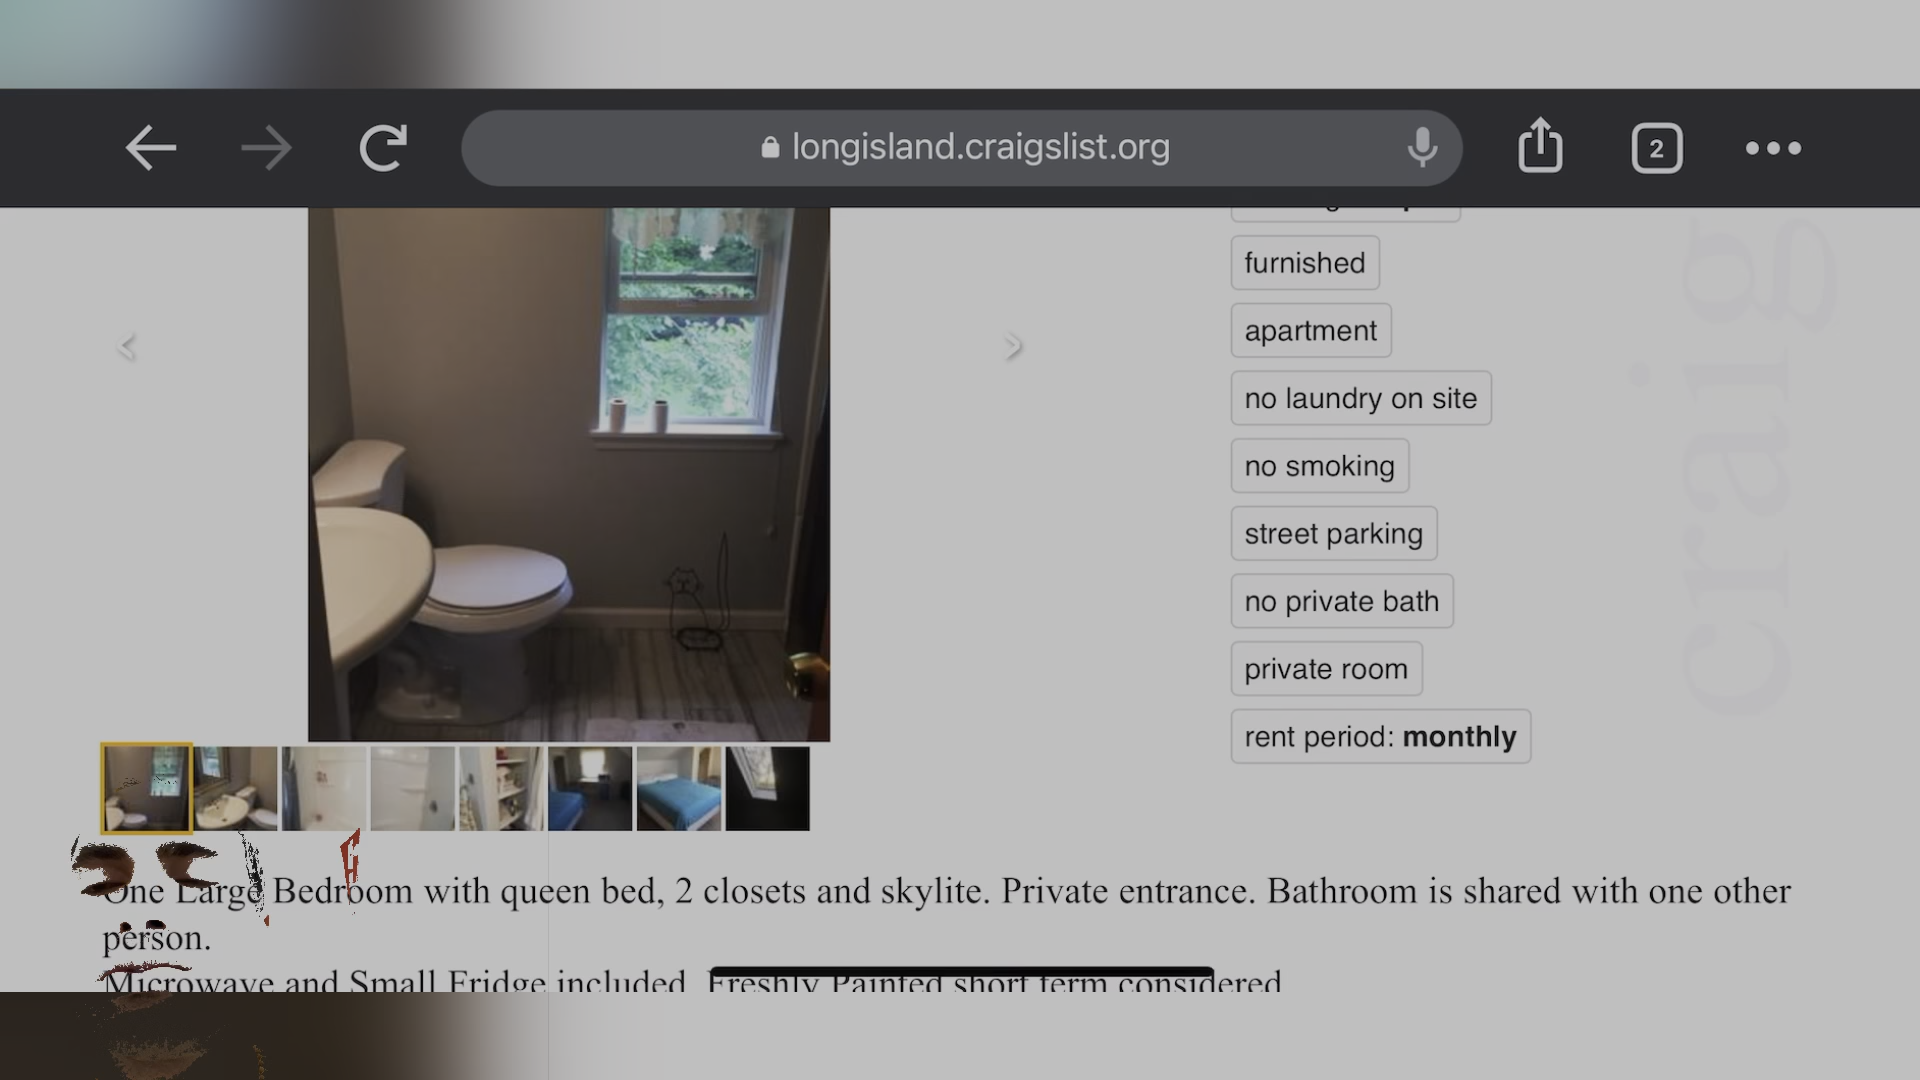 longisland.craigslist.org
2
furnished
apartment
no laundry on site
no smoking
street parking
no private bath
private room
rent period: monthly
craig
One Large Bedroom with queen bed, 2 closets and skylite. Private entrance. Bathroom is shared with one other
person.
Microwave and Small Fridge included. Freshly Painted short term considered